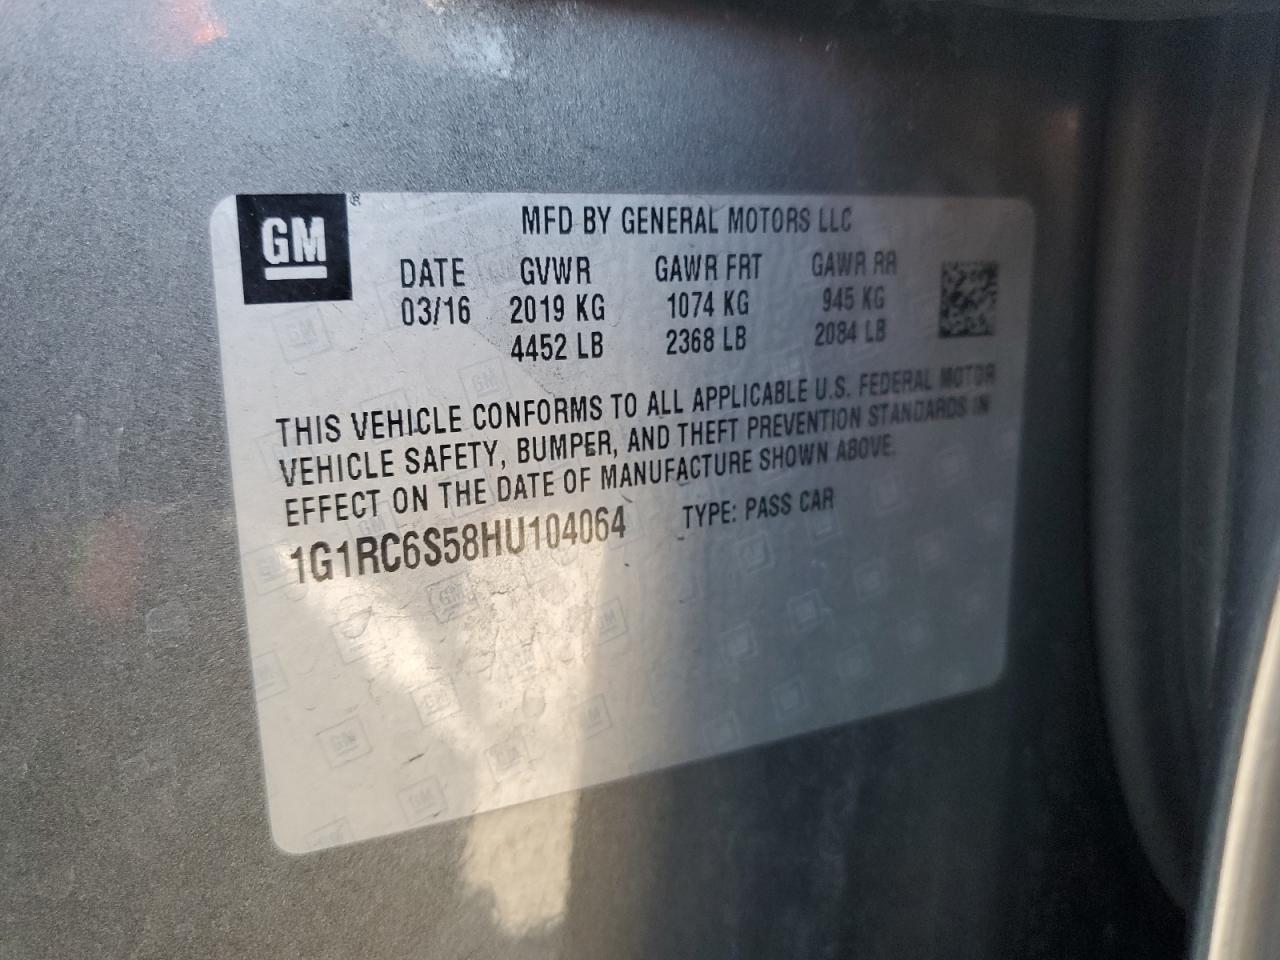 GM ®
MFD BY GENERAL MOTORS LLC
DATE GVWR GAWR FRT GAWR RR
03/16 2019 KG 1074 KG 945 KG
4452 LB 2368 LB 2084 LB
THIS VEHICLE CONFORMS TO ALL APPLICABLE U.S. FEDERAL MOTOR
VEHICLE SAFETY, BUMPER, AND THEFT PREVENTION STANDARDS IN
EFFECT ON THE DATE OF MANUFACTURE SHOWN ABOVE.
1G1RC6S58HU104064 TYPE: PASS CAR